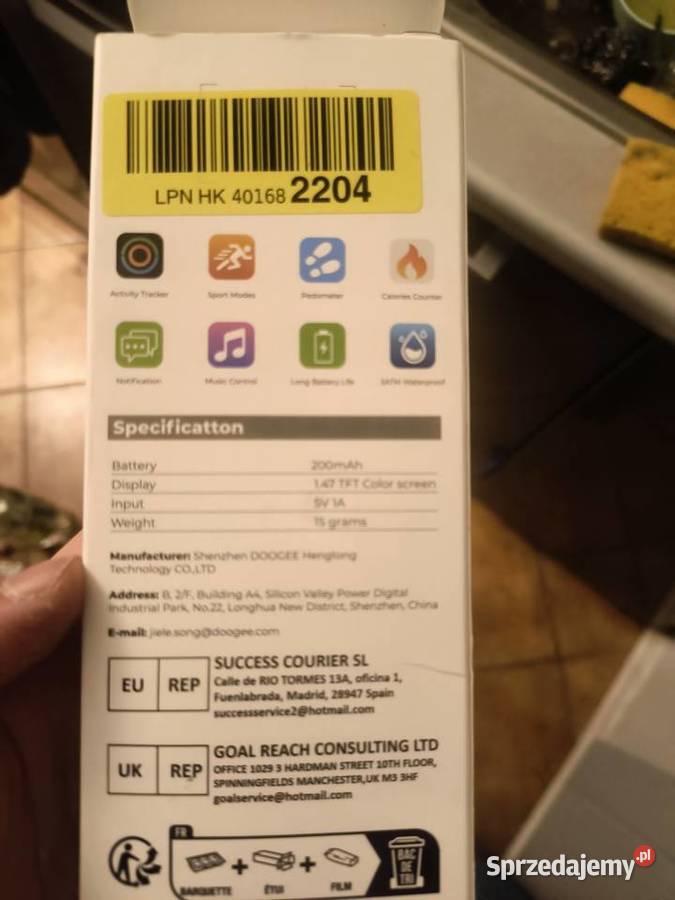 LPN HK 40168 2204
Activity Tracker Sport Modes Pedometer Calories Counter
Notification Music Control Long Battery Life 5ATM Waterproof
Specificatton
Battery 200mAh
Display 1.47 TFT Color screen
Input 5V 1A
Weight 15 grams
Manufacturer: Shenzhen DOOGEE Hengtong
Technology CO.,LTD
Address: B, 2/F, Building A4, Silicon Valley Power Digital
Industrial Park, No.22, Longhua New District, Shenzhen, China
E-mail: jiele.song@doogee.com
EU REP
SUCCESS COURIER SL
Calle de RIO TORMES 13A, oficina 1,
Fuenlabrada, Madrid, 28947 Spain
successservice2@hotmail.com
UK REP
GOAL REACH CONSULTING LTD
OFFICE 1029 3 HARDMAN STREET 10TH FLOOR,
SPINNINGFIELDS MANCHESTER,UK M3 3HF
goalservice@hotmail.com
FR
BARQUETTE + ÉTUI + FILM
BAC
DE
TRI
Sprzedajemy.pl